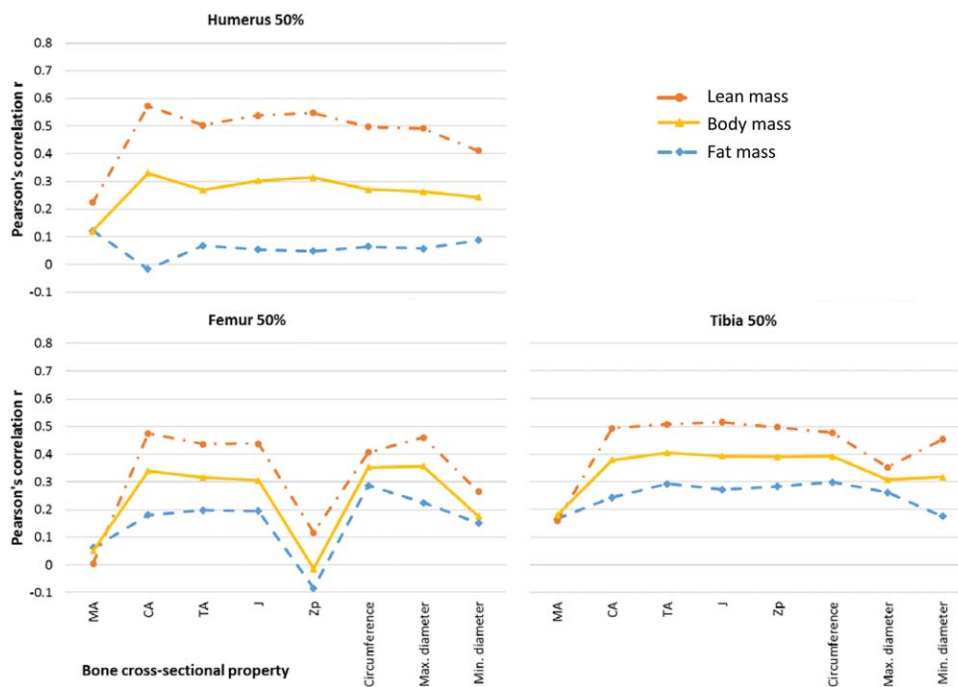 Humerus 50%
Pearson's correlation r
0.8
0.7
0.6
0.5
0.4
0.3
0.2
0.1
0
-0.1
Lean mass
Body mass
Fat mass
Femur 50%
Pearson's correlation r
0.8
0.7
0.6
0.5
0.4
0.3
0.2
0.1
0
-0.1
MA
CA
TA
J
Zp
Circumference
Max. diameter
Min. diameter
Tibia 50%
MA
CA
TA
J
Zp
Circumference
Max. diameter
Min. diameter
Bone cross-sectional property